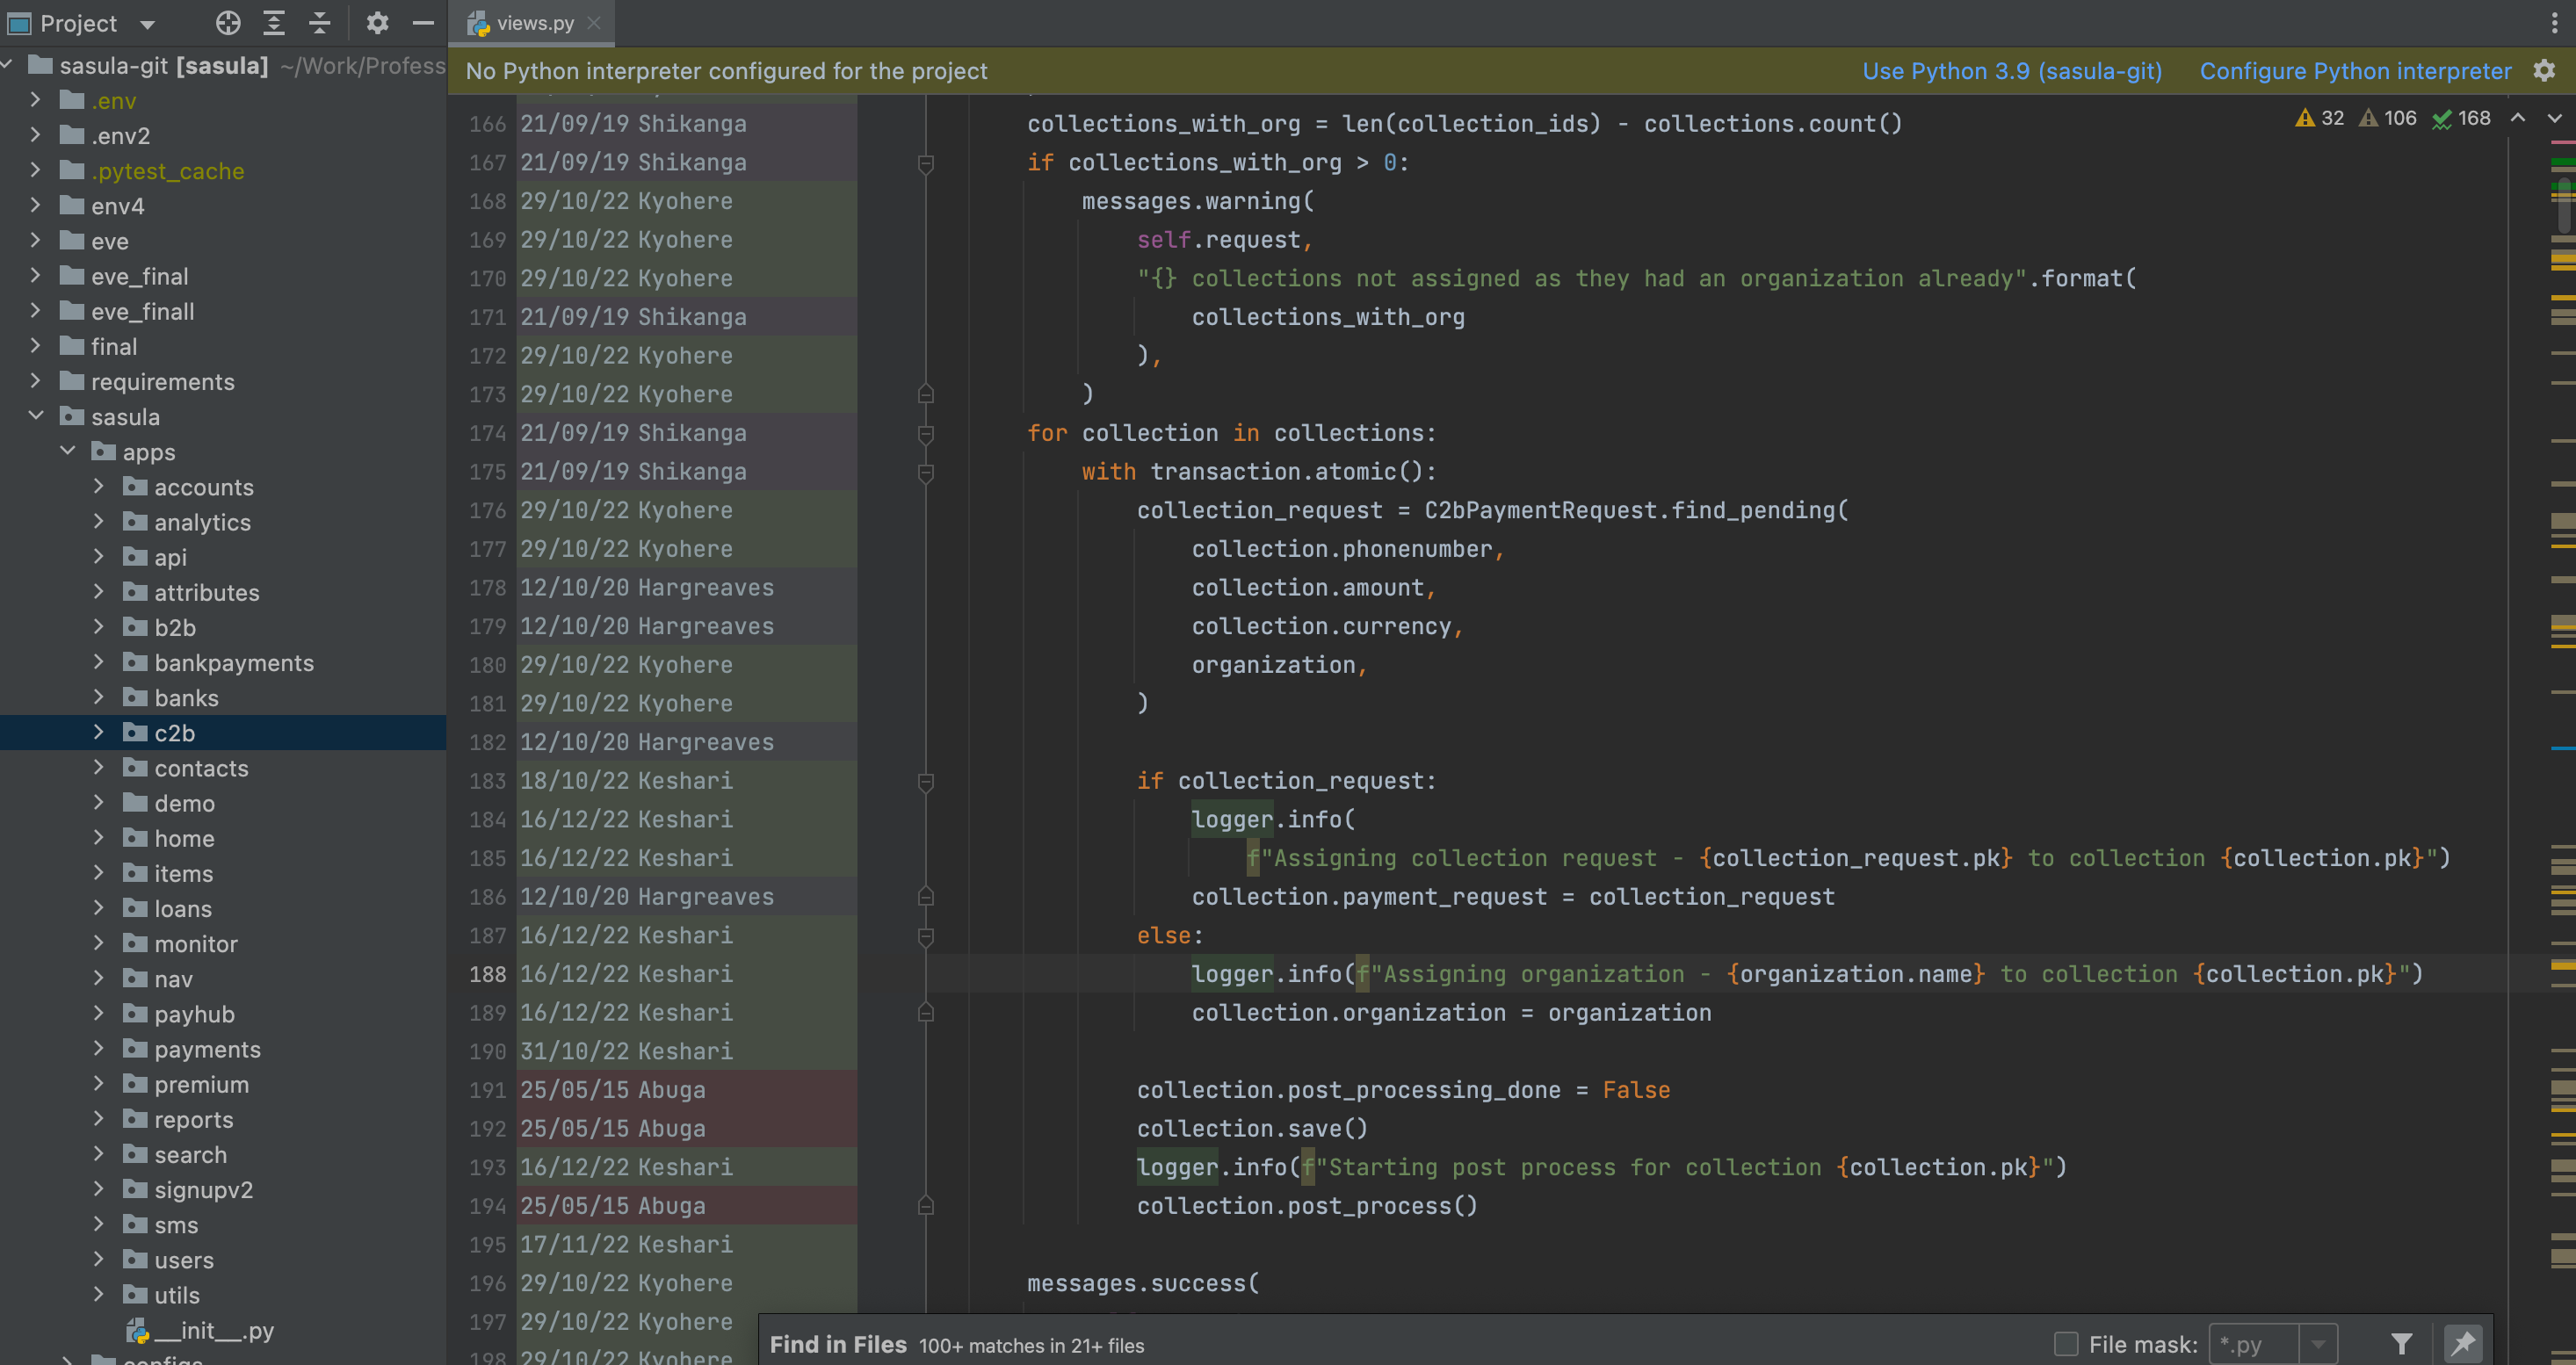 Project
views.py
sasula-git [sasula] ~/Work/Profess
No Python interpreter configured for the project
Use Python 3.9 (sasula-git)
Configure Python interpreter
32 106 168
.env
.env2
.pytest_cache
env4
eve
eve_final
eve_finall
final
requirements
sasula
apps
accounts
analytics
api
attributes
b2b
bankpayments
banks
c2b
contacts
demo
home
items
loans
monitor
nav
payhub
payments
premium
reports
search
signupv2
sms
users
utils
__init__.py
configs
166 21/09/19 Shikanga collections_with_org = len(collection_ids) - collections.count()
167 21/09/19 Shikanga if collections_with_org > 0:
168 29/10/22 Kyohere messages.warning(
169 29/10/22 Kyohere self.request,
170 29/10/22 Kyohere "{} collections not assigned as they had an organization already".format(
171 21/09/19 Shikanga collections_with_org
172 29/10/22 Kyohere ),
173 29/10/22 Kyohere )
174 21/09/19 Shikanga for collection in collections:
175 21/09/19 Shikanga with transaction.atomic():
176 29/10/22 Kyohere collection_request = C2bPaymentRequest.find_pending(
177 29/10/22 Kyohere collection.phonenumber,
178 12/10/20 Hargreaves collection.amount,
179 12/10/20 Hargreaves collection.currency,
180 29/10/22 Kyohere organization,
181 29/10/22 Kyohere )
182 12/10/20 Hargreaves
183 18/10/22 Keshari if collection_request:
184 16/12/22 Keshari logger.info(
185 16/12/22 Keshari f"Assigning collection request - {collection_request.pk} to collection {collection.pk}")
186 12/10/20 Hargreaves collection.payment_request = collection_request
187 16/12/22 Keshari else:
188 16/12/22 Keshari logger.info(f"Assigning organization - {organization.name} to collection {collection.pk}")
189 16/12/22 Keshari collection.organization = organization
190 31/10/22 Keshari
191 25/05/15 Abuga collection.post_processing_done = False
192 25/05/15 Abuga collection.save()
193 16/12/22 Keshari logger.info(f"Starting post process for collection {collection.pk}")
194 25/05/15 Abuga collection.post_process()
195 17/11/22 Keshari
196 29/10/22 Kyohere messages.success(
197 29/10/22 Kyohere
198 29/10/22 Kyohere
Find in Files 100+ matches in 21+ files
File mask: *.py